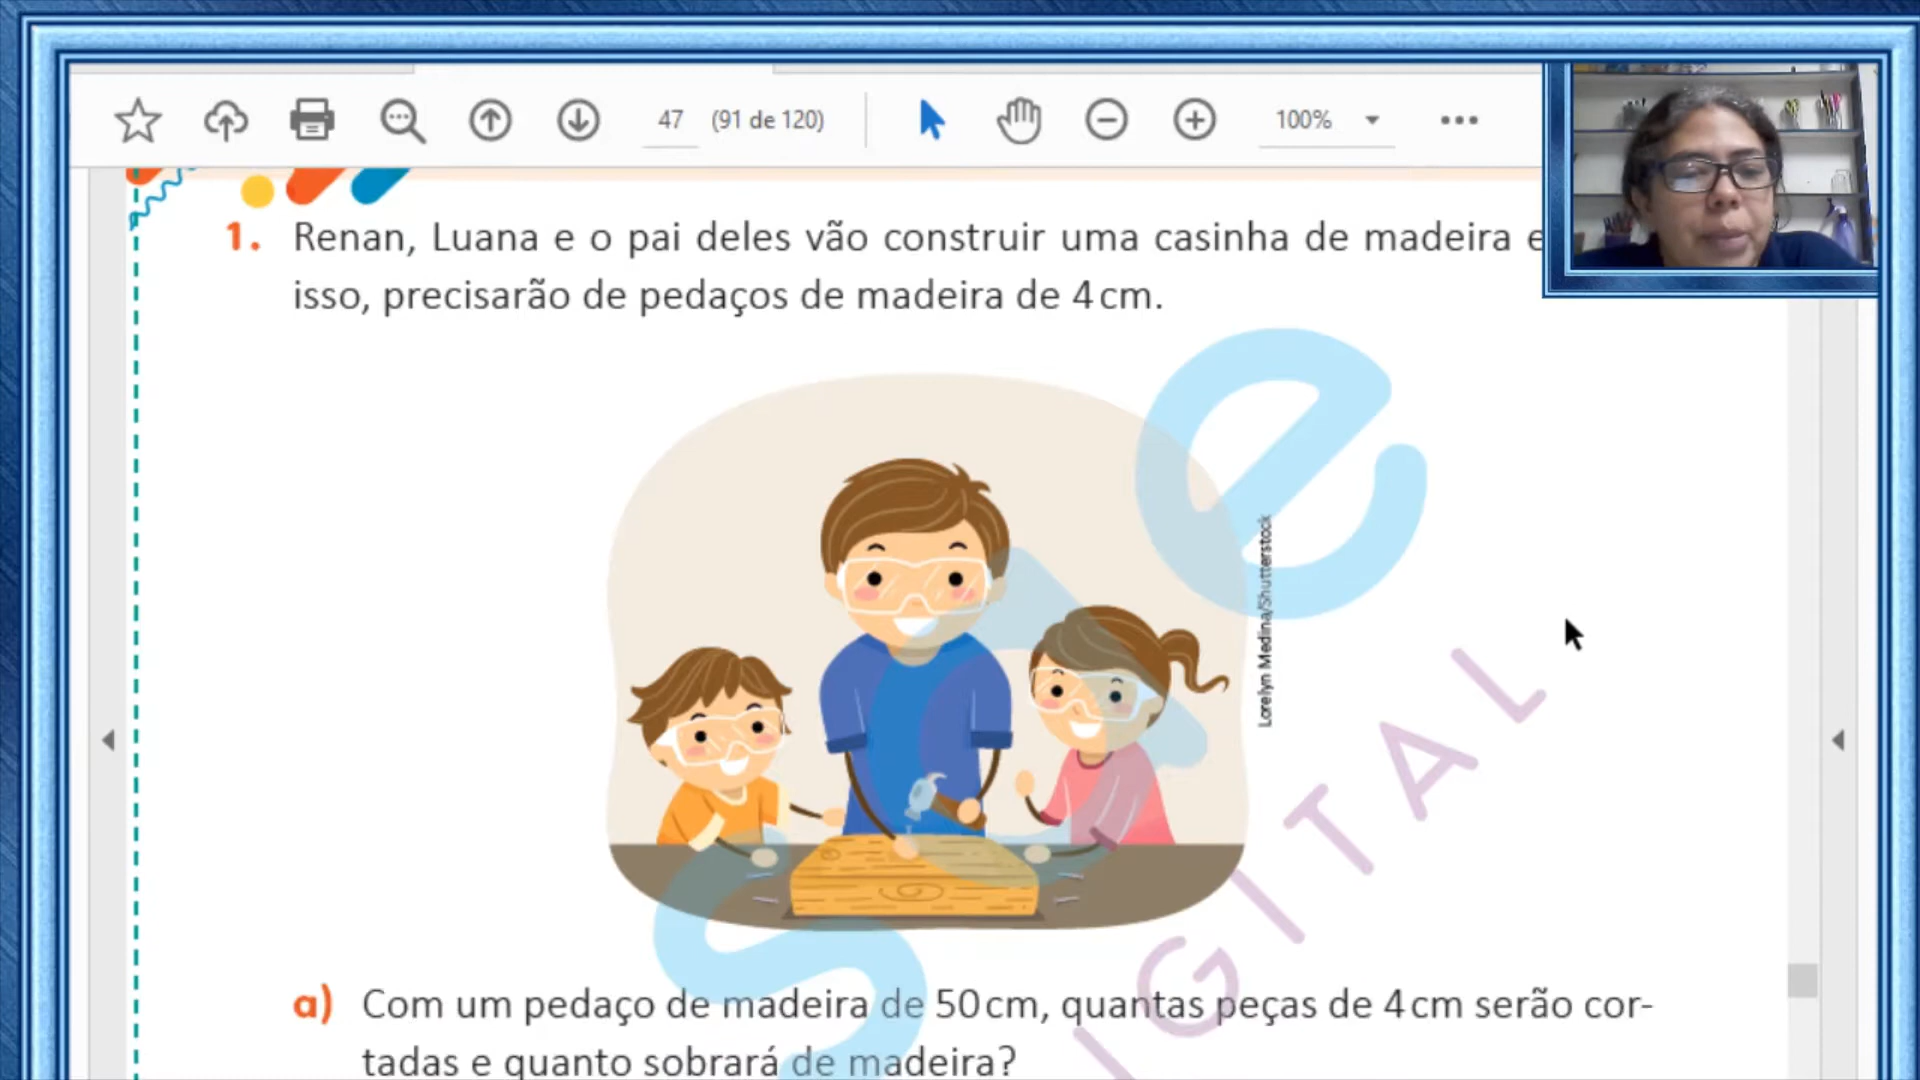 47 (91 de 120) 100%
1. Renan, Luana e o pai deles vão construir uma casinha de madeira e
isso, precisarão de pedaços de madeira de 4 cm.
Lorelyn Medina/Shutterstock
a) Com um pedaço de madeira de 50 cm, quantas peças de 4 cm serão cor-
tadas e quanto sobrará de madeira?